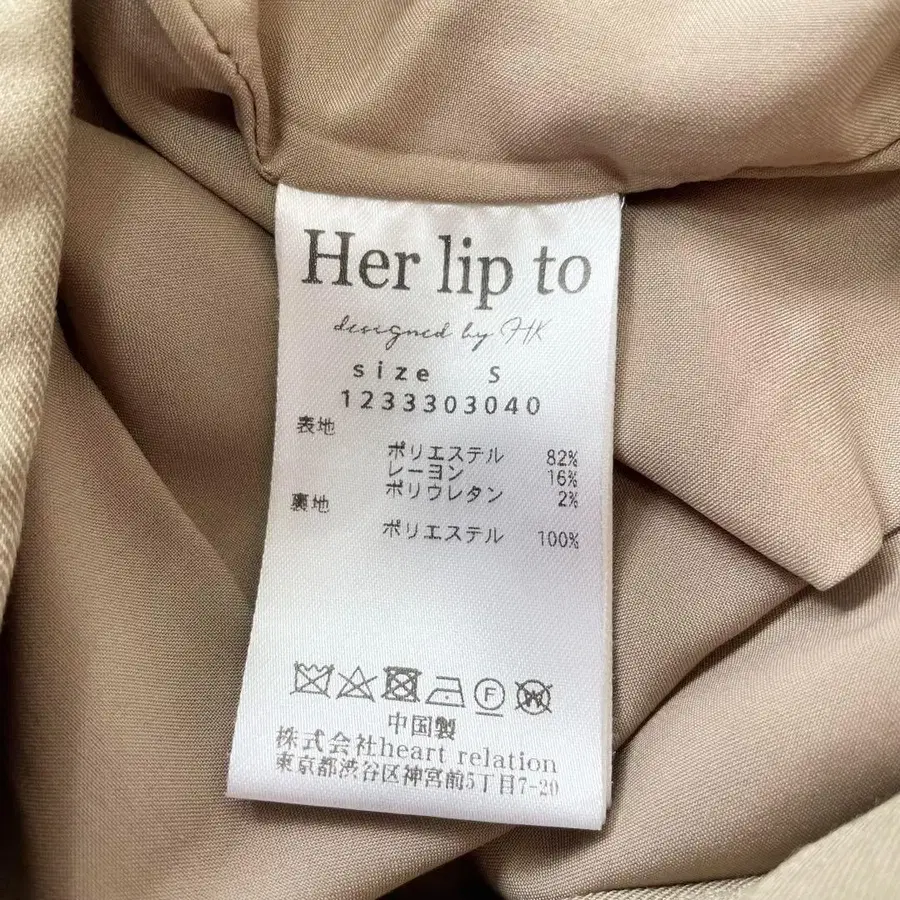 Her lip to
designed by HK
size S
1233303040
表地
ポリエステル 82%
レーヨン 16%
ポリウレタン 2%
裏地
ポリエステル 100%
F W
中国製
株式会社heart relation
東京都渋谷区神宮前5丁目7-20